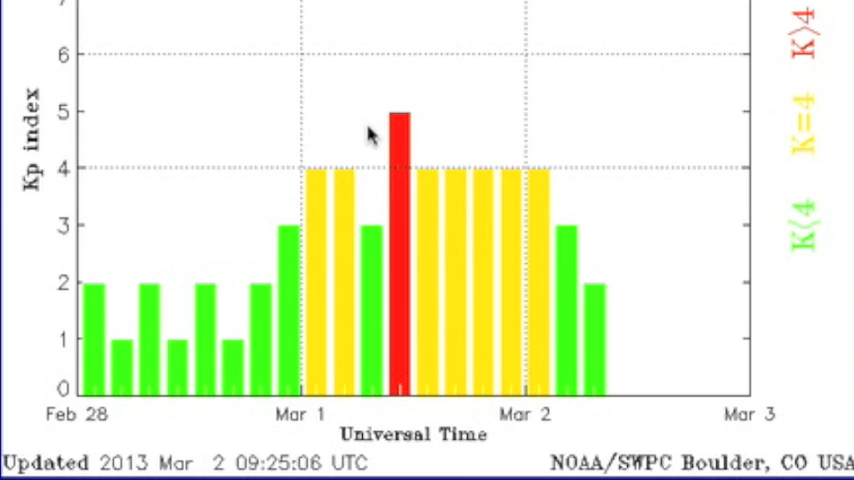 7
6
5
4
3
2
1
0
Kp index
Feb 28 Mar 1 Mar 2 Mar 3
Universal Time
K>4
K=4
K<4
Updated 2013 Mar 2 09:25:06 UTC
NOAA/SWPC Boulder, CO USA